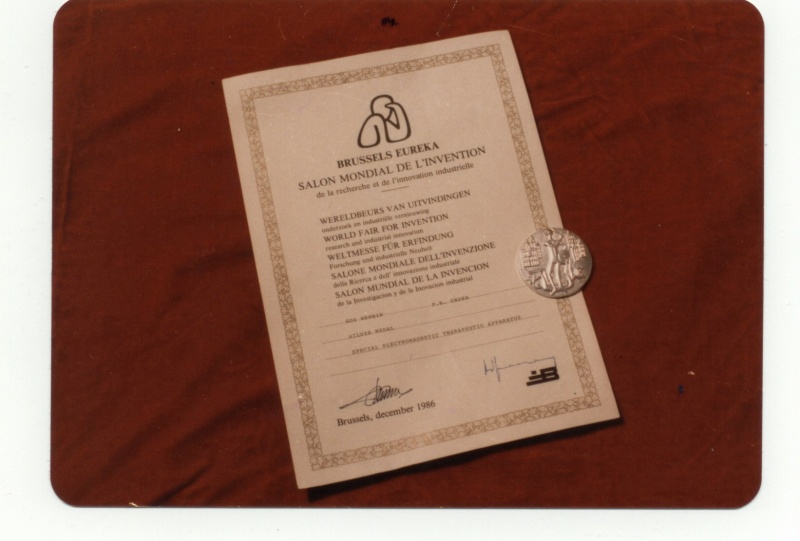 BRUSSELS EUREKA
SALON MONDIAL DE L'INVENTION
de la recherche et de l'innovation industrielle
WERELDBEURS VAN UITVINDINGEN
onderzoek en industriële vernieuwing
WORLD FAIR FOR INVENTION
research and industrial innovation
WELTMESSE FÜR ERFINDUNG
Forschung und industrielle Neuheit
SALONE MONDIALE DELL'INVENZIONE
della Ricerca e dell' innovazione industriale
SALON MUNDIAL DE LA INVENCION
de la Investigacion y de la Inovacion industrial
P.R. CHINA
SILVER MEDAL
SPECIAL ELECTROMAGNETIC THERAPEUTIC APPARATUS
Brussels, december 1986